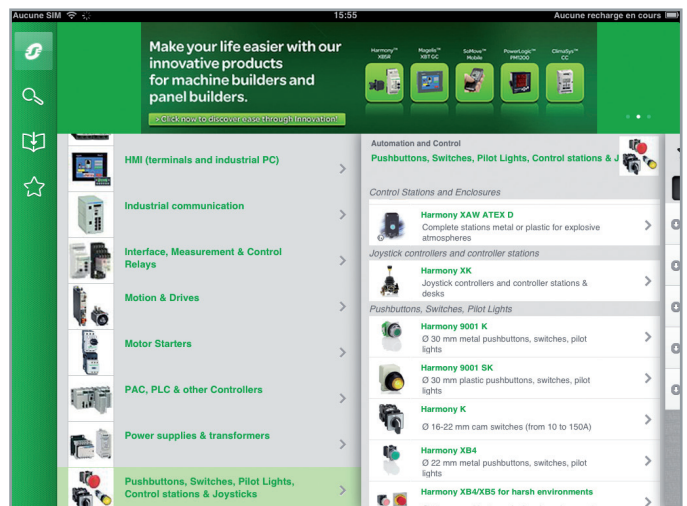 Aucune SIM
15:55
Aucune recharge en cours
Make your life easier with our
innovative products
for machine builders and
panel builders.
> Click now to discover ease through Innovation!
Harmony™
XB5R
Magelis™
XBT GC
SoMove™
Mobile
PowerLogic™
PM1200
ClimaSys™
CC
HMI (terminals and industrial PC)
Industrial communication
Interface, Measurement & Control
Relays
Motion & Drives
Motor Starters
PAC, PLC & other Controllers
Power supplies & transformers
Pushbuttons, Switches, Pilot Lights,
Control stations & Joysticks
Automation and Control
Pushbuttons, Switches, Pilot Lights, Control stations & J
Control Stations and Enclosures
Harmony XAW ATEX D
Complete stations metal or plastic for explosive
atmospheres
Joystick controllers and controller stations
Harmony XK
Joystick controllers and controller stations &
desks
Pushbuttons, Switches, Pilot Lights
Harmony 9001 K
Ø 30 mm metal pushbuttons, switches, pilot
lights
Harmony 9001 SK
Ø 30 mm plastic pushbuttons, switches, pilot
lights
Harmony K
Ø 16-22 mm cam switches (from 10 to 150A)
Harmony XB4
Ø 22 mm metal pushbuttons, switches, pilot
lights
Harmony XB4/XB5 for harsh environments